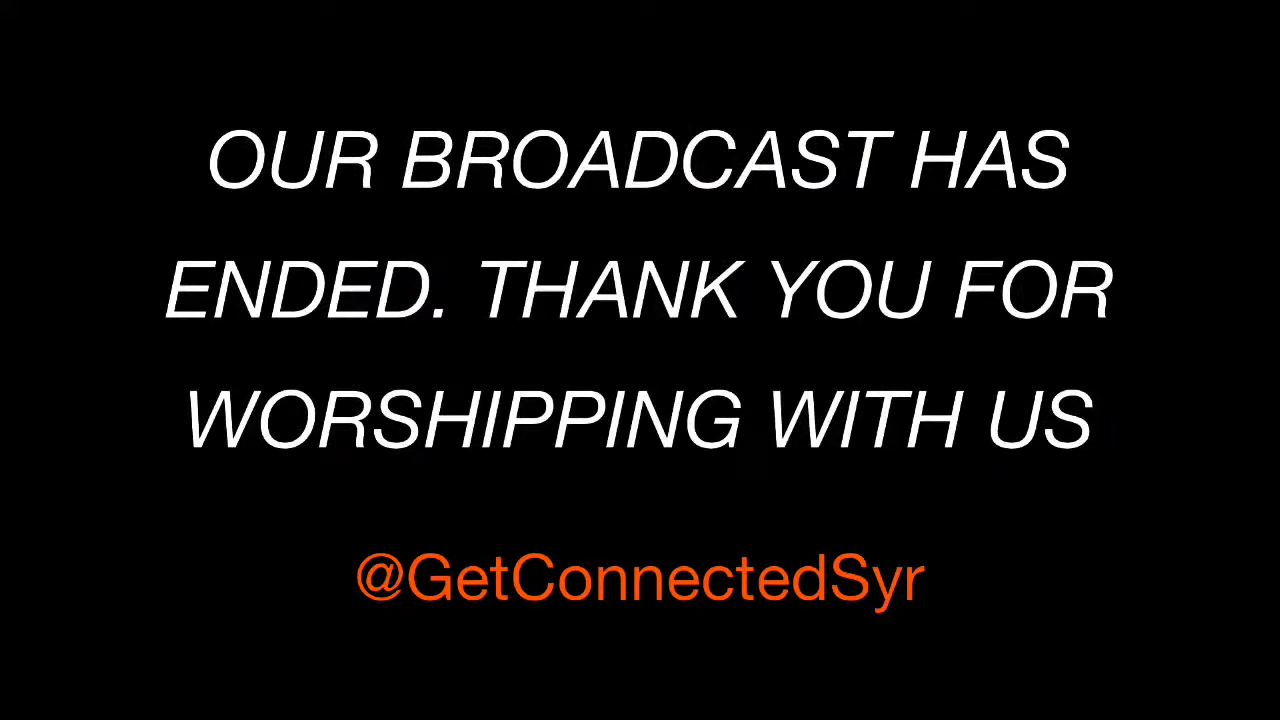 OUR BROADCAST HAS
ENDED. THANK YOU FOR
WORSHIPPING WITH US
@GetConnectedSyr